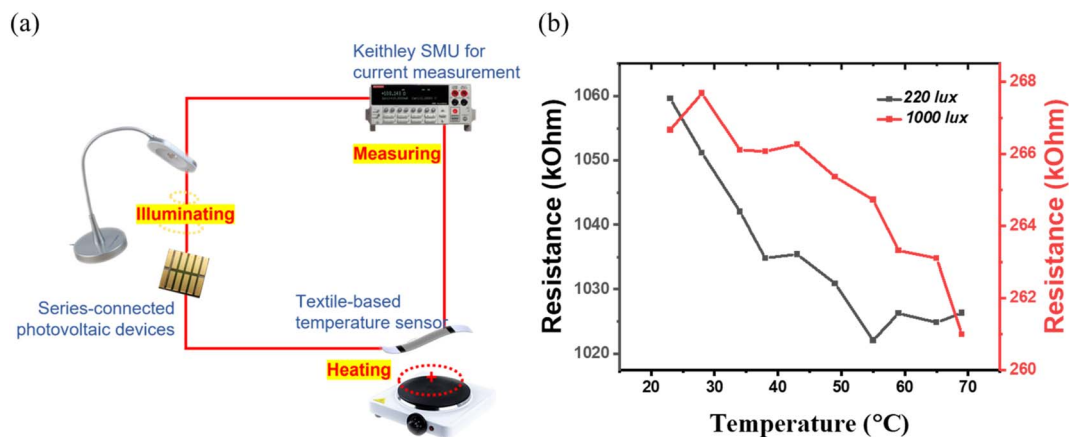 (a)
Keithley SMU for
current measurement
Measuring
Illuminating
Series-connected
photovoltaic devices
Textile-based
temperature sensor
Heating
(b)
Resistance (kOhm)
1060
1050
1040
1030
1020
220 lux
1000 lux
268
266
264
262
261
260
Resistance (kOhm)
20
30
40
50
60
70
Temperature (°C)